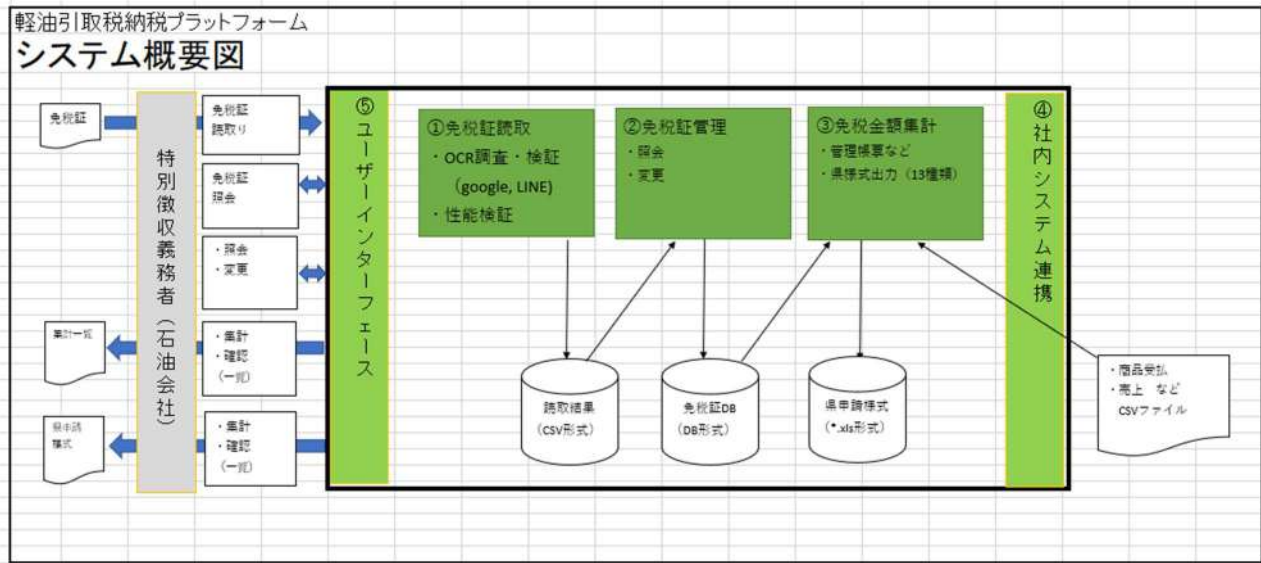 軽油引取税納税プラットフォーム
システム概要図
免税証
特別徴収義務者(石油会社)
免税証
読取り
免税証
照会
・照会
・変更
集計一覧
・集計
・確認
(一覧)
県申請
様式
・集計
・確認
(一覧)
⑤ユーザーインターフェース
①免税証読取
・OCR調査・検証
(google, LINE)
・性能検証
②免税証管理
・照会
・変更
③免税金額集計
・管理帳票など
・県様式出力(13種類)
読取結果
(CSV形式)
免税証DB
(DB形式)
県申請様式
(*.xls形式)
④社内システム連携
・商品受払
・売上 など
CSVファイル